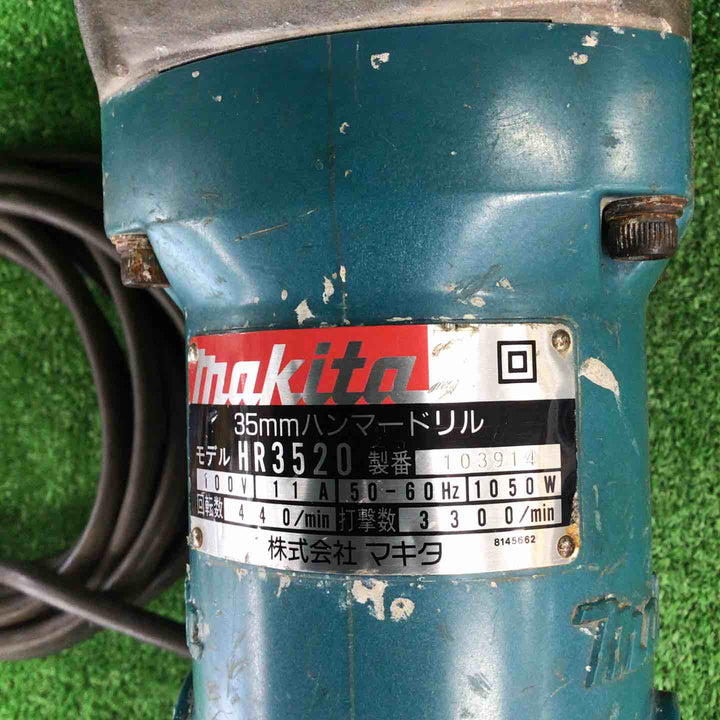 makita
35mmハンマードリル
モデル HR3520 製番 103914
100V 11A 50-60Hz 1050W
回転数 440/min 打撃数 3300/min
株式会社 マキタ 8145662